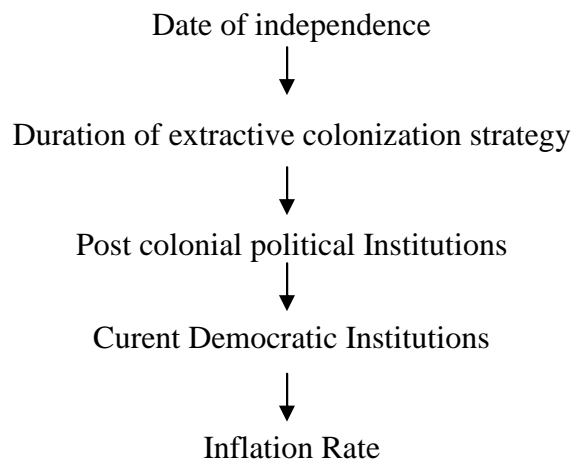 Date of independence
Duration of extractive colonization strategy
Post colonial political Institutions
Curent Democratic Institutions
Inflation Rate